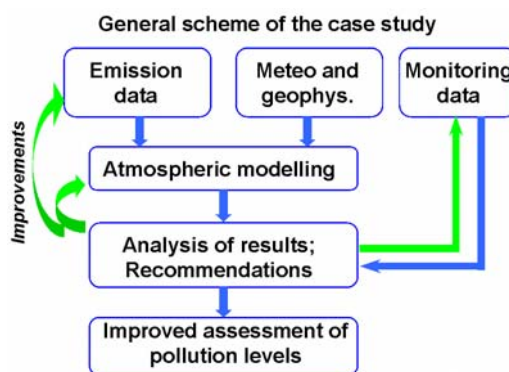 General scheme of the case study
Emission
data
Meteo and
geophys.
Monitoring
data
Improvements
Atmospheric modelling
Analysis of results;
Recommendations
Improved assessment of
pollution levels